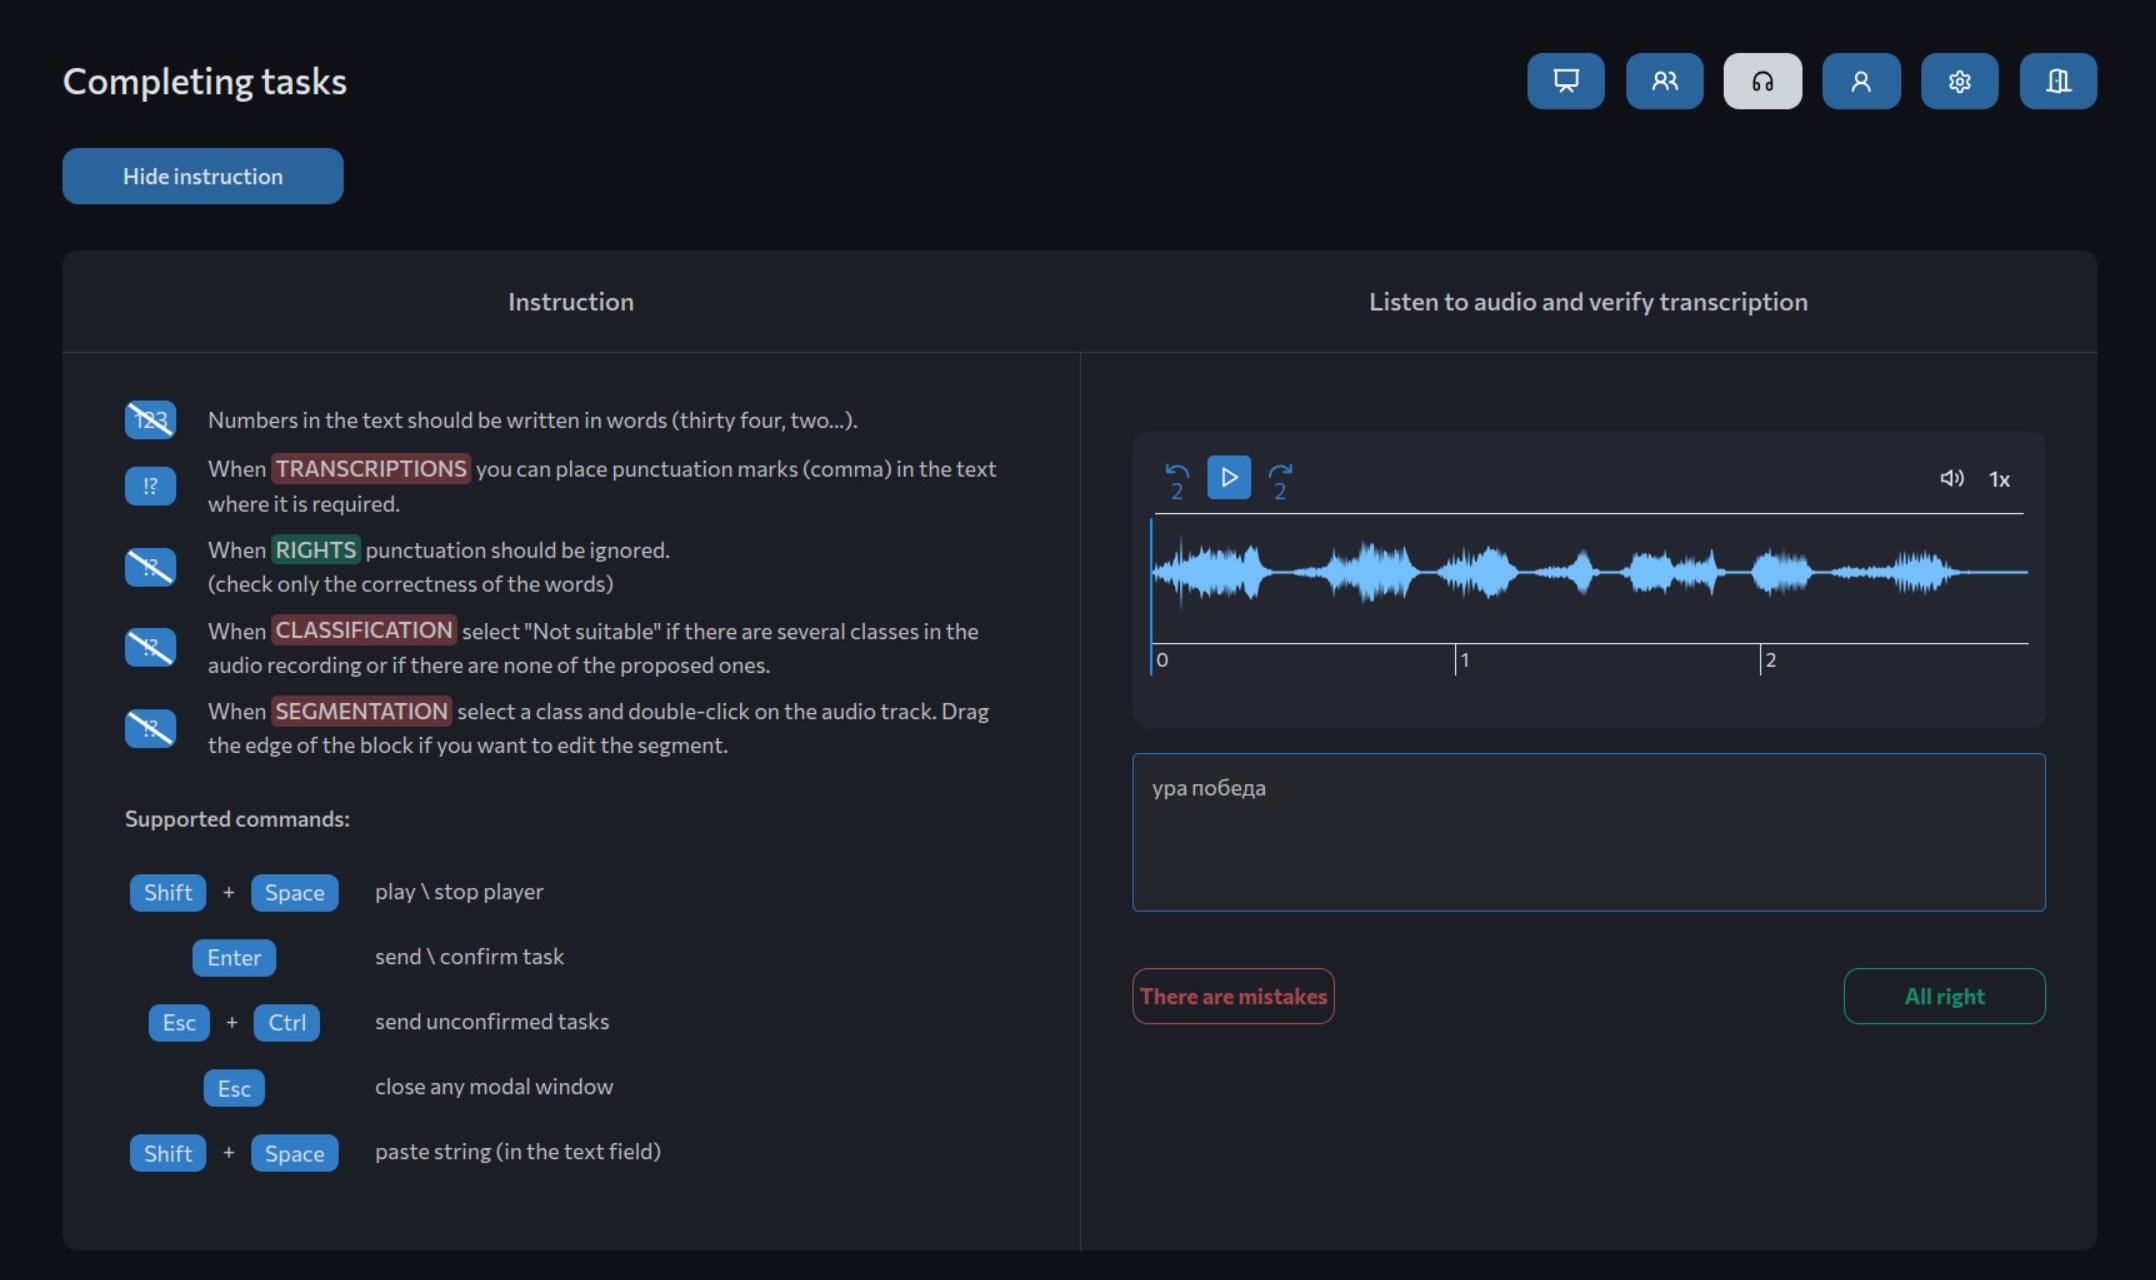 Completing tasks
Hide instruction
Instruction
123
Numbers in the text should be written in words (thirty four, two...).
!?
When TRANSCRIPTIONS you can place punctuation marks (comma) in the text
where it is required.
!?
When RIGHTS punctuation should be ignored.
(check only the correctness of the words)
!?
When CLASSIFICATION select "Not suitable" if there are several classes in the
audio recording or if there are none of the proposed ones.
!?
When SEGMENTATION select a class and double-click on the audio track. Drag
the edge of the block if you want to edit the segment.
Supported commands:
Shift + Space play \ stop player
Enter send \ confirm task
Esc + Ctrl send unconfirmed tasks
Esc close any modal window
Shift + Space paste string (in the text field)
Listen to audio and verify transcription
2 2 1x
0 1 2
ура победа
There are mistakes All right